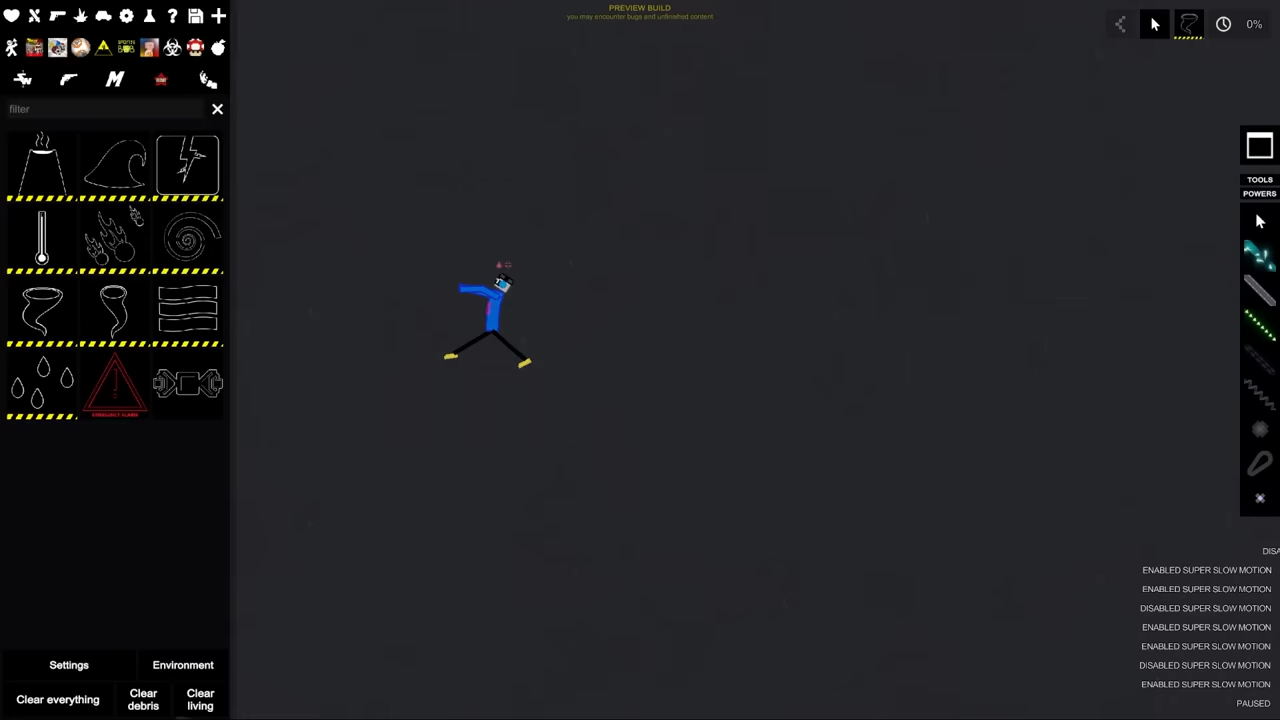 PREVIEW BUILD
you may encounter bugs and unfinished content
0%
filter
TOOLS
POWERS
Settings
Environment
Clear everything
Clear debris
Clear living
DISA
ENABLED SUPER SLOW MOTION
ENABLED SUPER SLOW MOTION
DISABLED SUPER SLOW MOTION
ENABLED SUPER SLOW MOTION
ENABLED SUPER SLOW MOTION
DISABLED SUPER SLOW MOTION
ENABLED SUPER SLOW MOTION
PAUSED